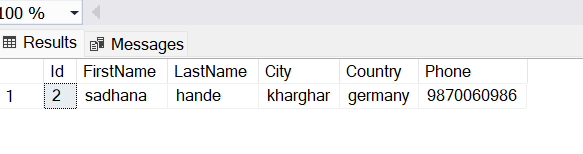 100 %
Results Messages
Id FirstName LastName City Country Phone
1 2 sadhana hande kharghar germany 9870060986